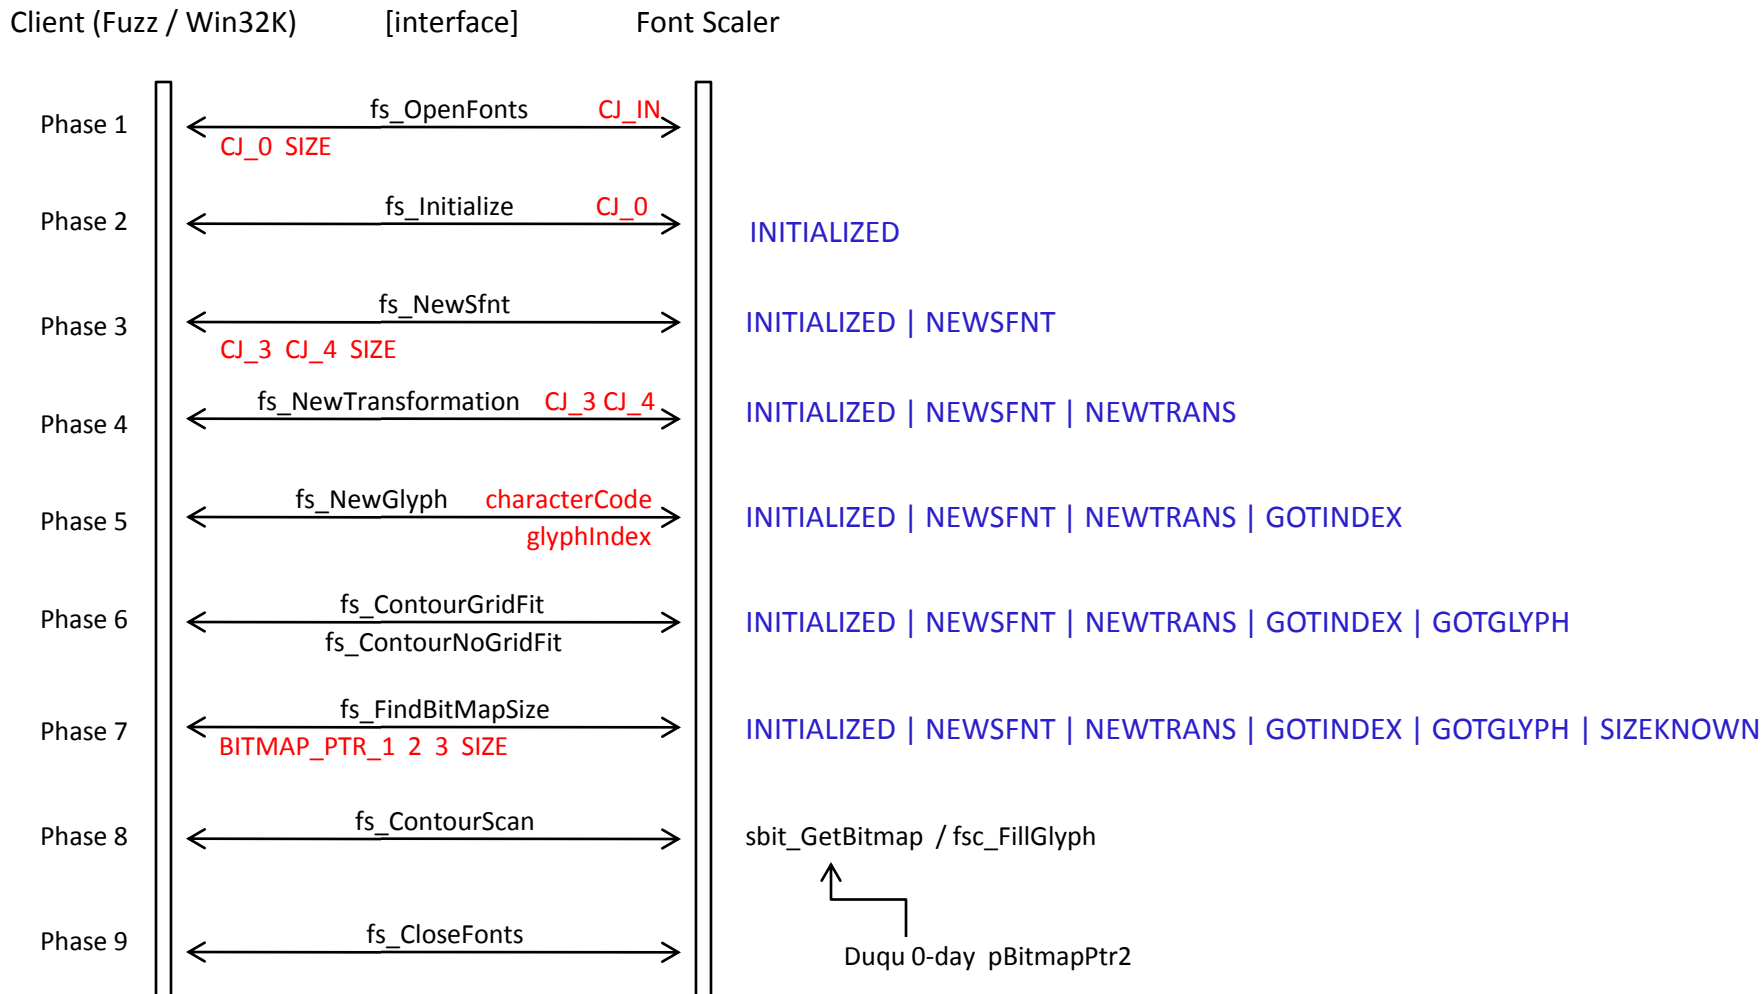 Client (Fuzz / Win32K) [interface] Font Scaler
Phase 1 fs_OpenFonts CJ_IN
CJ_0 SIZE
Phase 2 fs_Initialize CJ_0 INITIALIZED
Phase 3 fs_NewSfnt INITIALIZED | NEWSFNT
CJ_3 CJ_4 SIZE
Phase 4 fs_NewTransformation CJ_3 CJ_4 INITIALIZED | NEWSFNT | NEWTRANS
Phase 5 fs_NewGlyph characterCode INITIALIZED | NEWSFNT | NEWTRANS | GOTINDEX
glyphIndex
Phase 6 fs_ContourGridFit INITIALIZED | NEWSFNT | NEWTRANS | GOTINDEX | GOTGLYPH
fs_ContourNoGridFit
Phase 7 fs_FindBitMapSize INITIALIZED | NEWSFNT | NEWTRANS | GOTINDEX | GOTGLYPH | SIZEKNOWN
BITMAP_PTR_1 2 3 SIZE
Phase 8 fs_ContourScan sbit_GetBitmap / fsc_FillGlyph
Phase 9 fs_CloseFonts
Duqu 0-day pBitmapPtr2